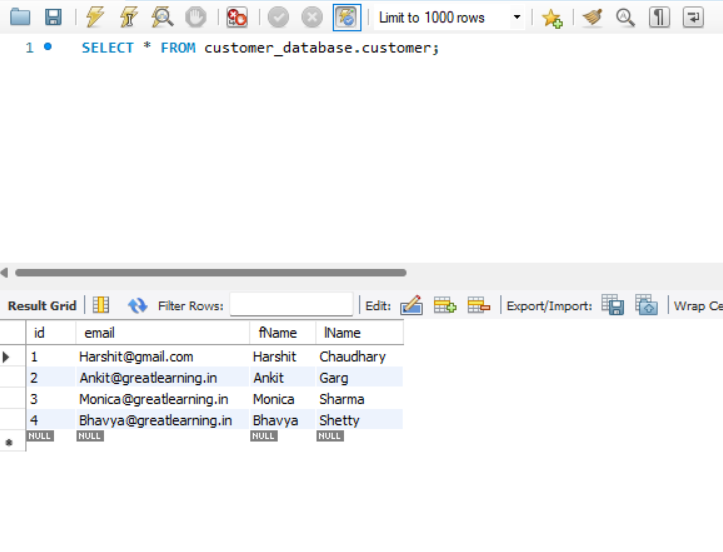 Limit to 1000 rows
1 SELECT * FROM customer_database.customer;
Result Grid Filter Rows: Edit: Export/Import: Wrap Ce
id email fName lName
1 Harshit@gmail.com Harshit Chaudhary
2 Ankit@greatlearning.in Ankit Garg
3 Monica@greatlearning.in Monica Sharma
4 Bhavya@greatlearning.in Bhavya Shetty
NULL NULL NULL NULL